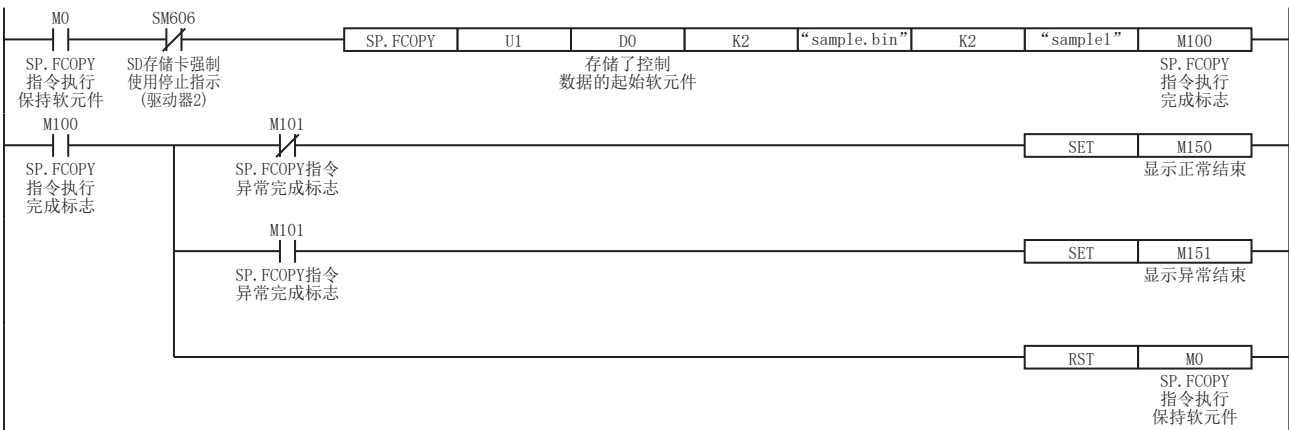 M0 SM606
SP.FCOPY U1 D0 K2 “sample.bin” K2 “sample1” M100
SP.FCOPY SD存储卡强制 存储了控制 SP.FCOPY
指令执行 使用停止指示 数据的起始软元件 指令执行
保持软元件 (驱动器2) 完成标志
M100 M101
SET M150
SP.FCOPY SP.FCOPY指令 显示正常结束
指令执行 异常完成标志
完成标志
M101
SET M151
SP.FCOPY指令 显示异常结束
异常完成标志
RST M0
SP.FCOPY
指令执行
保持软元件